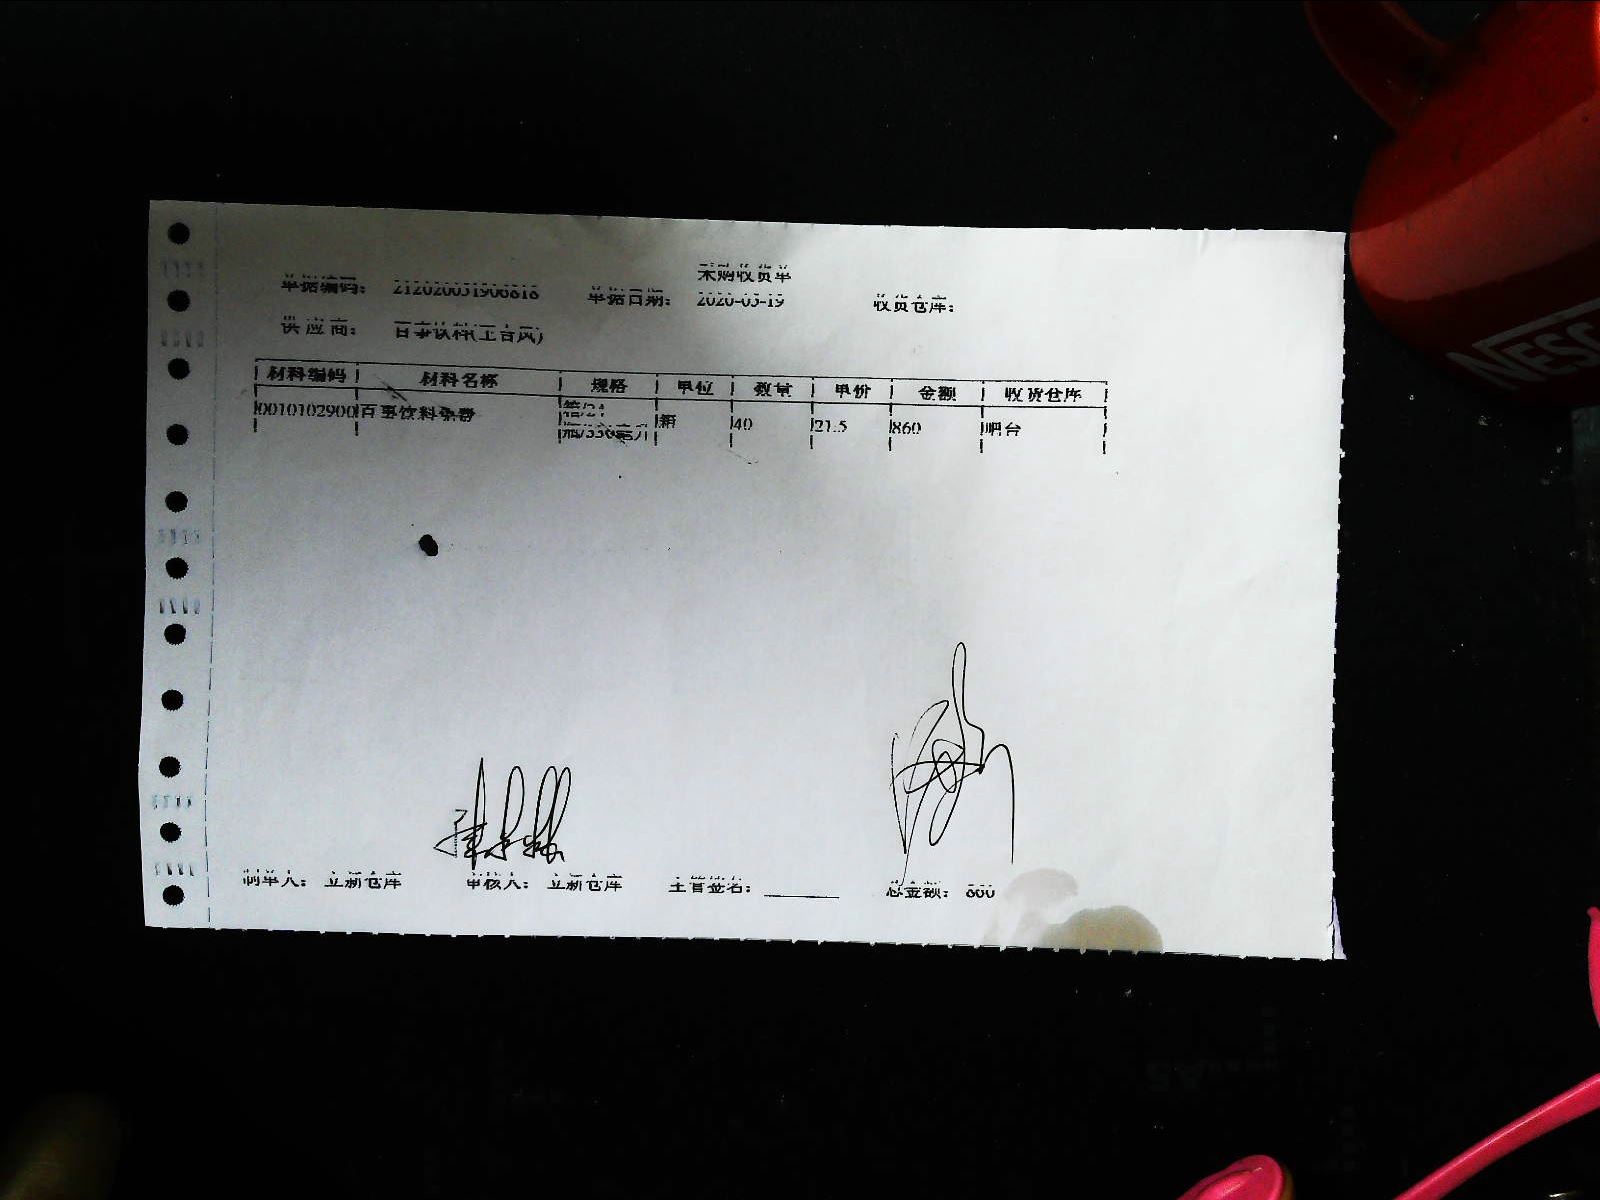 采购收货单
单据编码: 212020031906818 单据日期: 2020-03-19 收货仓库:
供应商: 百事饮料(王合风)
材料编码 材料名称 规格 单位 数量 单价 金额 收货仓库
0010102900 百事饮料免费 箱/24瓶/330毫升 箱 40 21.5 860 吧台
制单人: 立新仓库 审核人: 立新仓库 主管签名: 总金额: 860
NESC